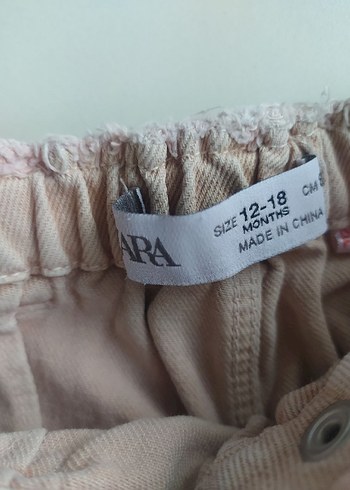 ARA
SIZE 12-18 CM
MONTHS
MADE IN CHINA